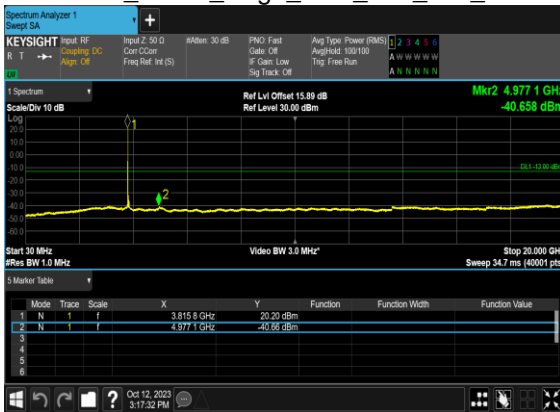 Spectrum Analyzer 1
Swept SA
+
KEYSIGHT Input: RF
R T Coupling: DC
Align: Off
Input Z: 50 Ω
Corr CCorr
Freq Ref: Int (S)
#Atten: 30 dB
PNO: Fast
Gate: Off
IF Gain: Low
Sig Track: Off
Avg Type: Power (RMS)
Avg|Hold: 100/100
Trig: Free Run
1 2 3 4 5 6
A W W W W W
A N N N N N
1 Spectrum
Scale/Div 10 dB
Ref Lvl Offset 15.89 dB
Ref Level 30.00 dBm
Mkr2 4.977 1 GHz
-40.658 dBm
Log
20.0
10.0
0.00
-10.0
-20.0
-30.0
-40.0
-50.0
-60.0
1
2
DL1 -13.00 dBm
Start 30 MHz
#Res BW 1.0 MHz
Video BW 3.0 MHz*
Stop 20.000 GH
Sweep 34.7 ms (40001 pts
5 Marker Table
Mode Trace Scale X Y Function Function Width Function Value
1 N 1 f 3.815 8 GHz 20.20 dBm
2 N 1 f 4.977 1 GHz -40.66 dBm
3
4
5
6
? Oct 12, 2023
3:17:32 PM